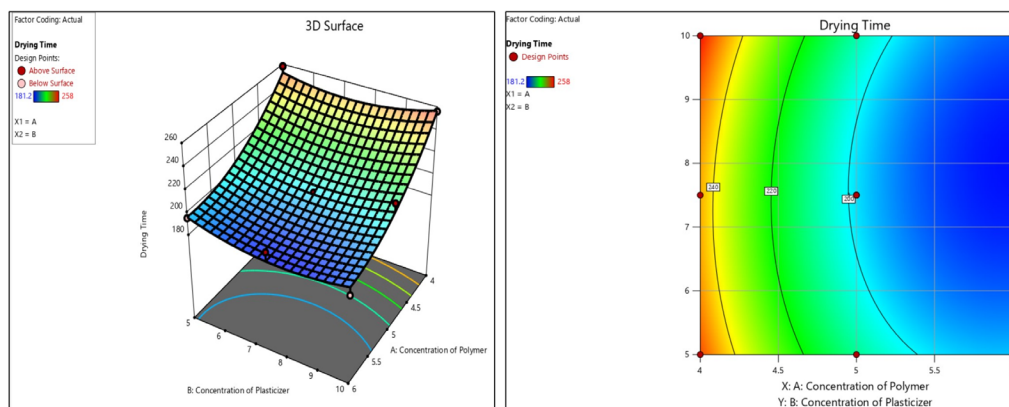 Factor Coding: Actual
3D Surface
Drying Time
Design Points:
Above Surface
Below Surface
181.2 258
X1 = A
X2 = B
260
240
220
200
180
Drying Time
5
6
7
8
9
10
4
4.5
5
5.5
6
A: Concentration of Polymer
B: Concentration of Plasticizer
Factor Coding: Actual
Drying Time
Drying Time
Design Points
181.2 258
X1 = A
X2 = B
10
9
8
7
6
5
240
220
200
4
4.5
5
5.5
X: A: Concentration of Polymer
Y: B: Concentration of Plasticizer